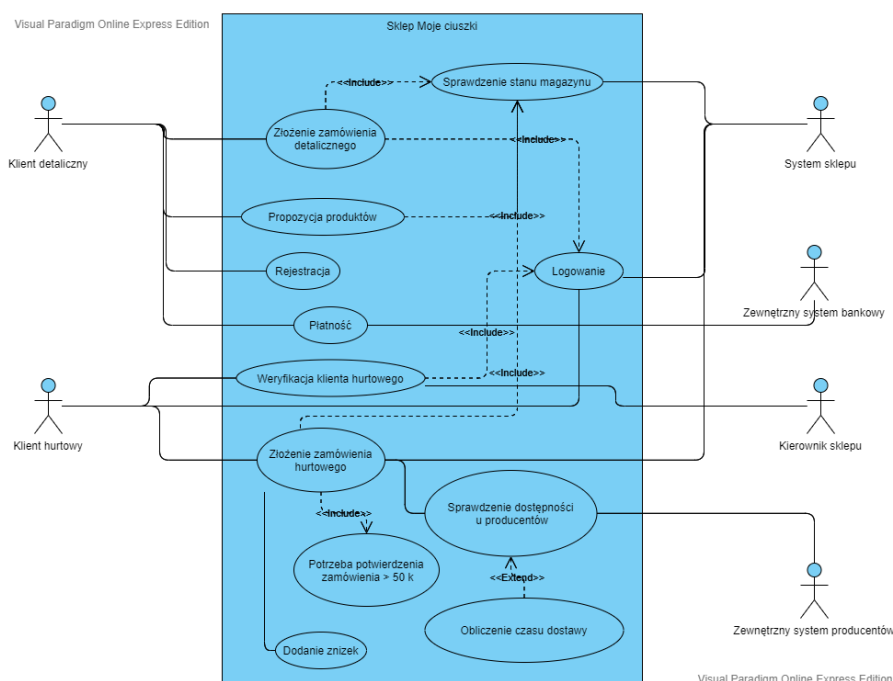 Visual Paradigm Online Express Edition
Sklep Moje ciuszki
<<Include>>
Sprawdzenie stanu magazynu
Klient detaliczny
Złożenie zamówienia
detalicznego
<<Include>>
System sklepu
Propozycja produktów
<<Include>>
Rejestracja
Logowanie
Płatność
Zewnętrzny system bankowy
<<Include>>
Weryfikacja klienta hurtowego
<<Include>>
Klient hurtowy
Kierownik sklepu
Złożenie zamówienia
hurtowego
<<Include>>
Sprawdzenie dostępności
u producentów
Potrzeba potwierdzenia
zamówienia > 50 k
<<Extend>>
Obliczenie czasu dostawy
Zewnętrzny system producentów
Dodanie znizek
Visual Paradigm Online Express Edition